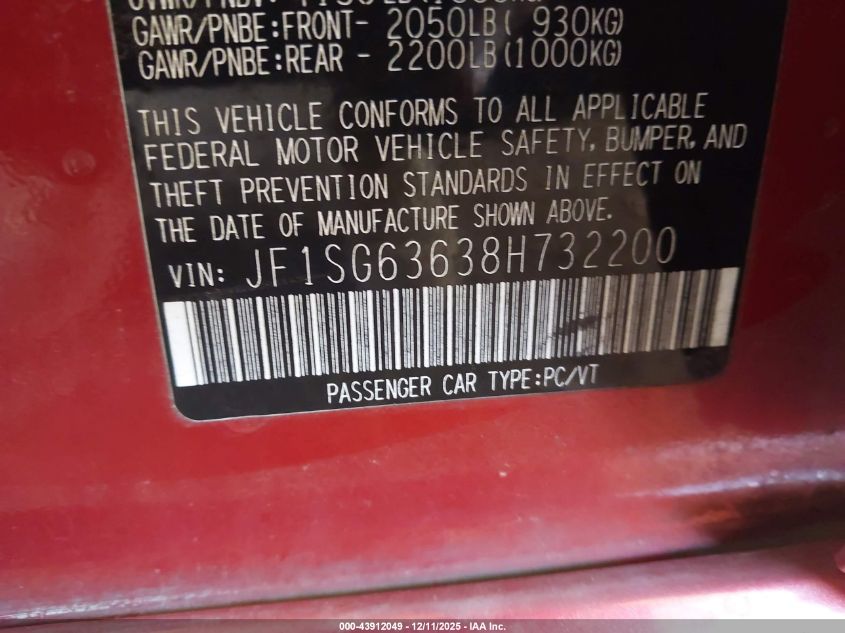 GAWR/PNBE:FRONT- 2050LB( 930KG)
GAWR/PNBE:REAR - 2200LB(1000KG)
THIS VEHICLE CONFORMS TO ALL APPLICABLE
FEDERAL MOTOR VEHICLE SAFETY, BUMPER, AND
THEFT PREVENTION STANDARDS IN EFFECT ON
THE DATE OF MANUFACTURE SHOWN ABOVE.
VIN: JF1SG63638H732200
PASSENGER CAR TYPE:PC/VT
000-43912049 - 12/11/2025 - IAA Inc.